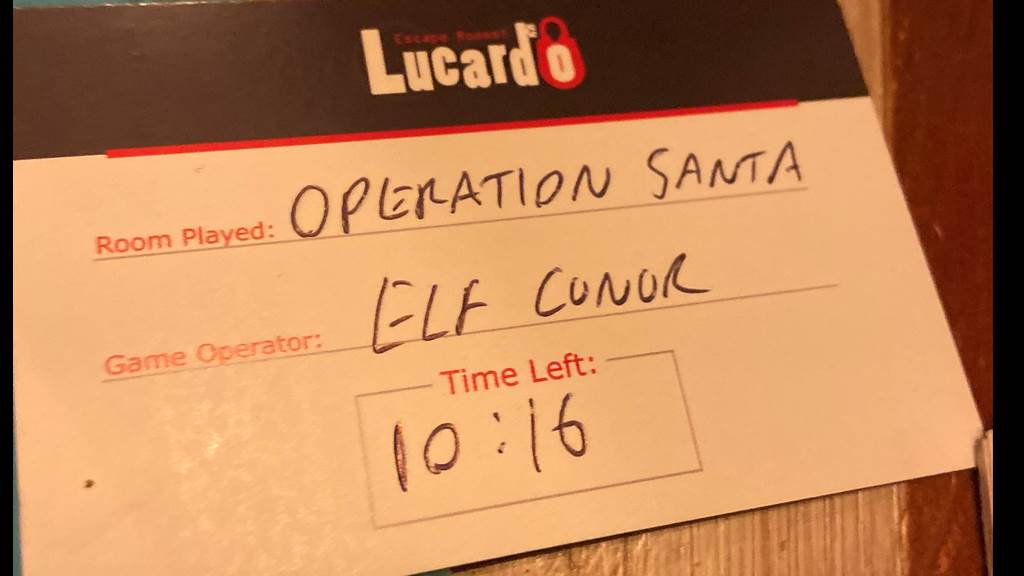 Escape Rooms!
Lucardo
Room Played: OPERATION SANTA
Game Operator: ELF CONOR
Time Left:
10:16